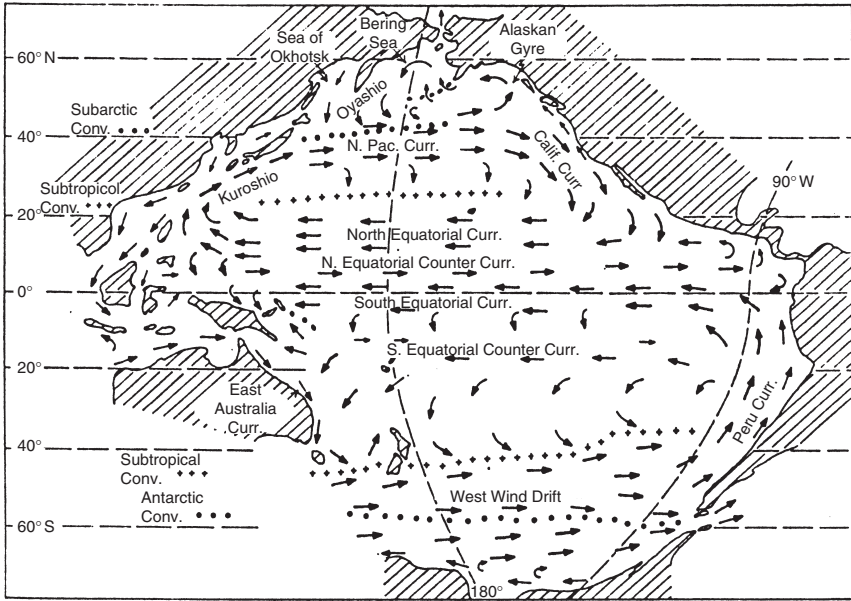 60° N
Sea of
Okhotsk
Bering
Sea
Alaskan
Gyre
Oyashio
Subarctic
Conv.
40°
N. Pac. Curr.
Calif. Curr
Kuroshio
Subtropicol
Conv.
90° W
20°
North Equatorial Curr.
N. Equatorial Counter Curr.
0°
South Equatorial Curr.
S. Equatorial Counter Curr.
20°
East
Australia
Curr.
Peru Curr.
40°
Subtropical
Conv.
Antarctic
Conv.
West Wind Drift
60° S
180°